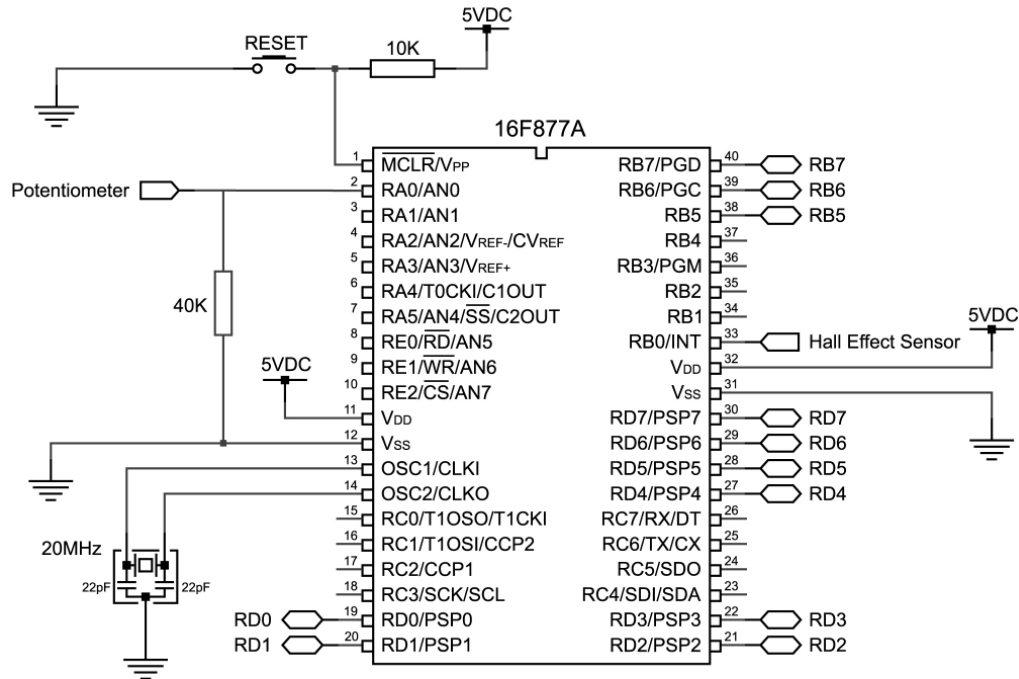 5VDC
RESET
10K
16F877A
1 MCLR/VPP RB7/PGD 40 RB7
Potentiometer 2 RA0/AN0 RB6/PGC 39 RB6
3 RA1/AN1 RB5 38 RB5
4 RA2/AN2/VREF-/CVREF RB4 37
5 RA3/AN3/VREF+ RB3/PGM 36
6 RA4/T0CKI/C1OUT RB2 35
40K
7 RA5/AN4/SS/C2OUT RB1 34
5VDC
8 RE0/RD/AN5 RB0/INT 33 Hall Effect Sensor
5VDC
9 RE1/WR/AN6 VDD 32
10 RE2/CS/AN7 VSS 31
11 VDD RD7/PSP7 30 RD7
12 VSS RD6/PSP6 29 RD6
13 OSC1/CLKI RD5/PSP5 28 RD5
14 OSC2/CLKO RD4/PSP4 27 RD4
15 RC0/T1OSO/T1CKI RC7/RX/DT 26
16 RC1/T1OSI/CCP2 RC6/TX/CX 25
20MHz
17 RC2/CCP1 RC5/SDO 24
22pF 22pF
18 RC3/SCK/SCL RC4/SDI/SDA 23
RD0 19 RD0/PSP0 RD3/PSP3 22 RD3
RD1 20 RD1/PSP1 RD2/PSP2 21 RD2